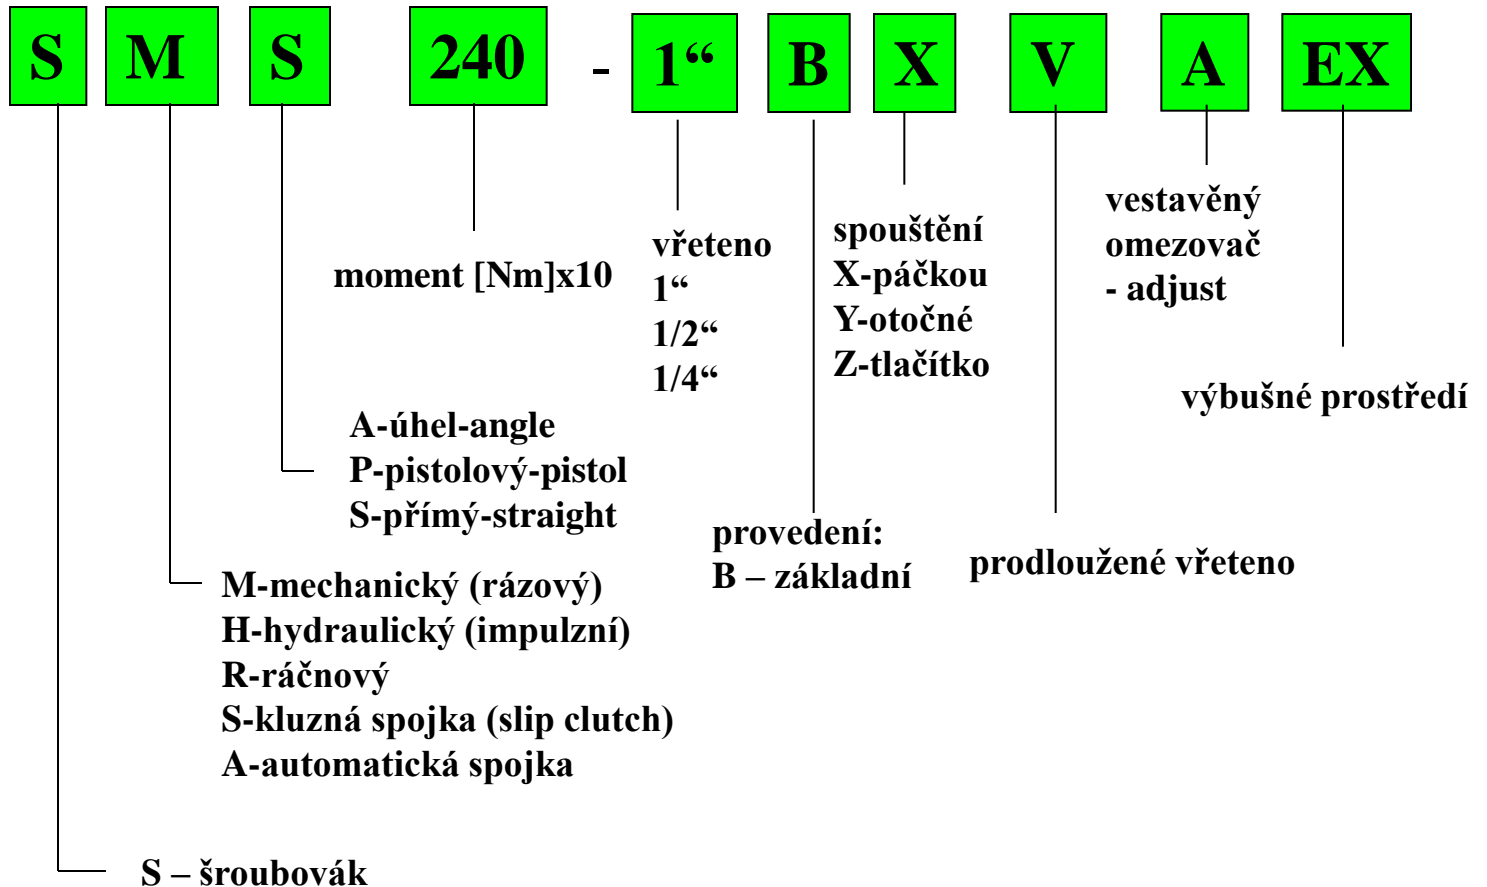 S M S 240 - 1“ B X V A EX
moment [Nm]x10
vřeteno
1“
1/2“
1/4“
spouštění
X-páčkou
Y-otočné
Z-tlačítko
vestavěný
omezovač
- adjust
výbušné prostředí
A-úhel-angle
P-pistolový-pistol
S-přímý-straight
provedení:
B – základní
prodloužené vřeteno
M-mechanický (rázový)
H-hydraulický (impulzní)
R-ráčnový
S-kluzná spojka (slip clutch)
A-automatická spojka
S – šroubovák